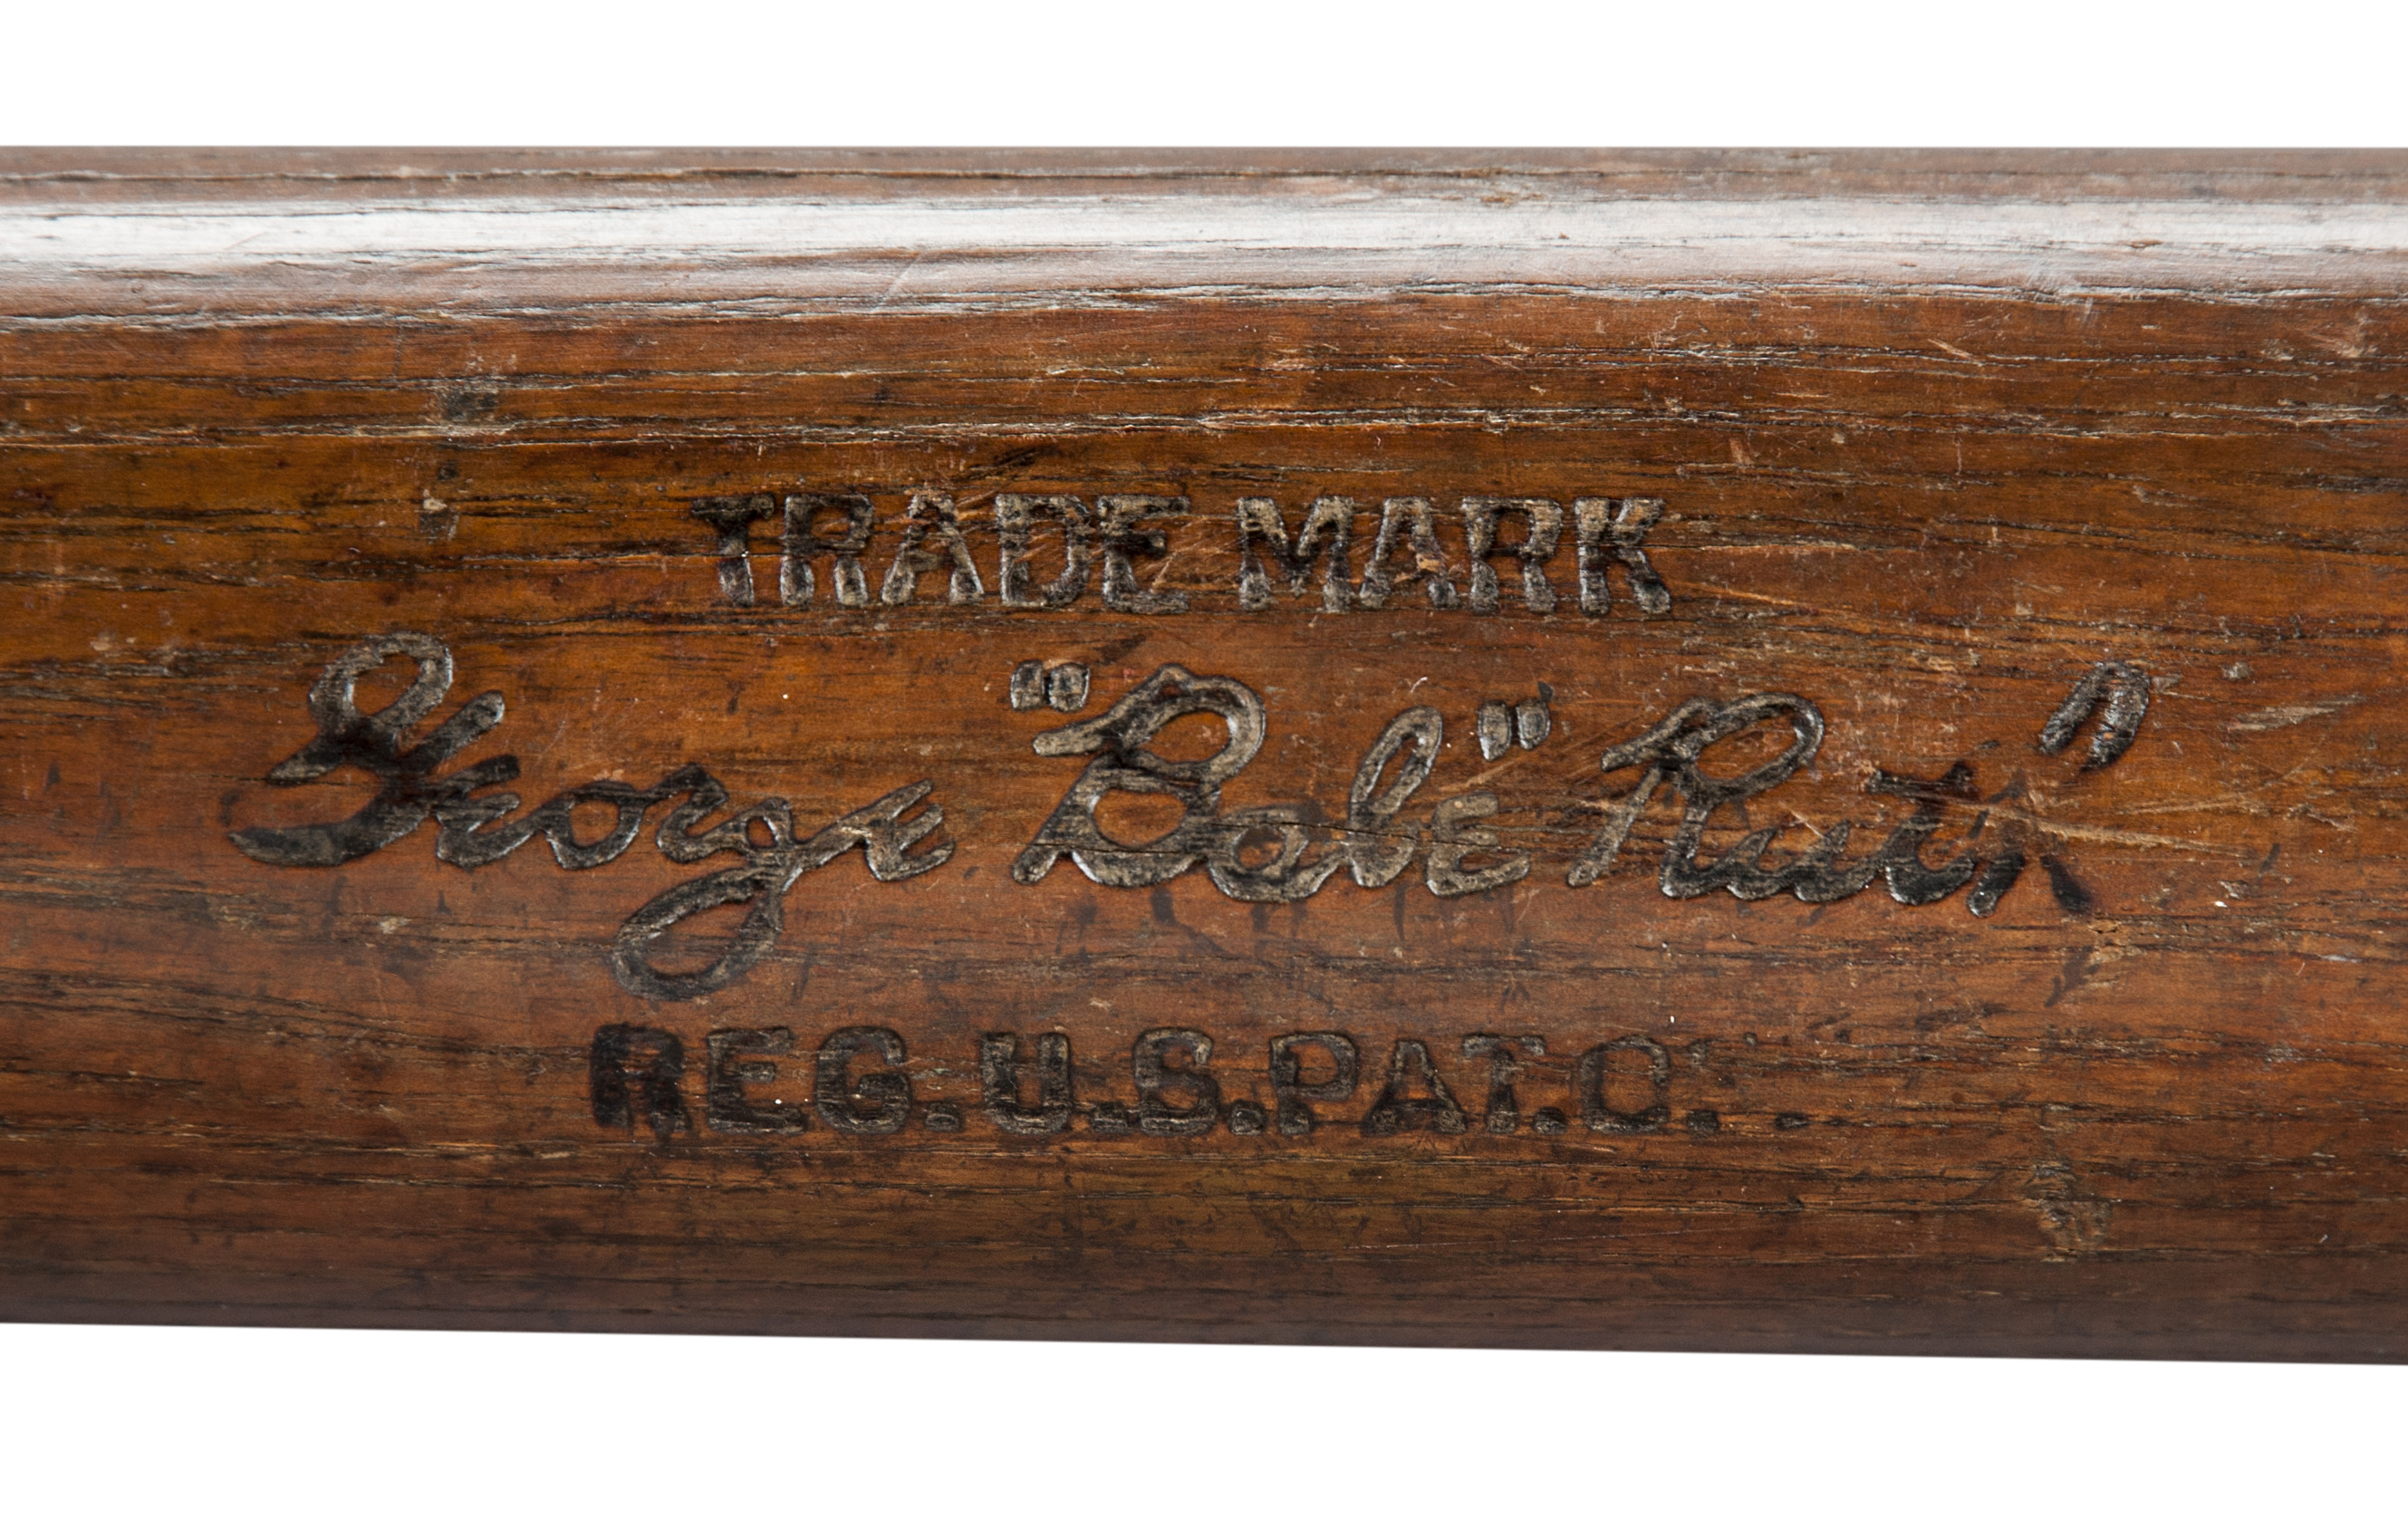 TRADE MARK
George "Babe" Ruth
REG. U.S. PAT. O.